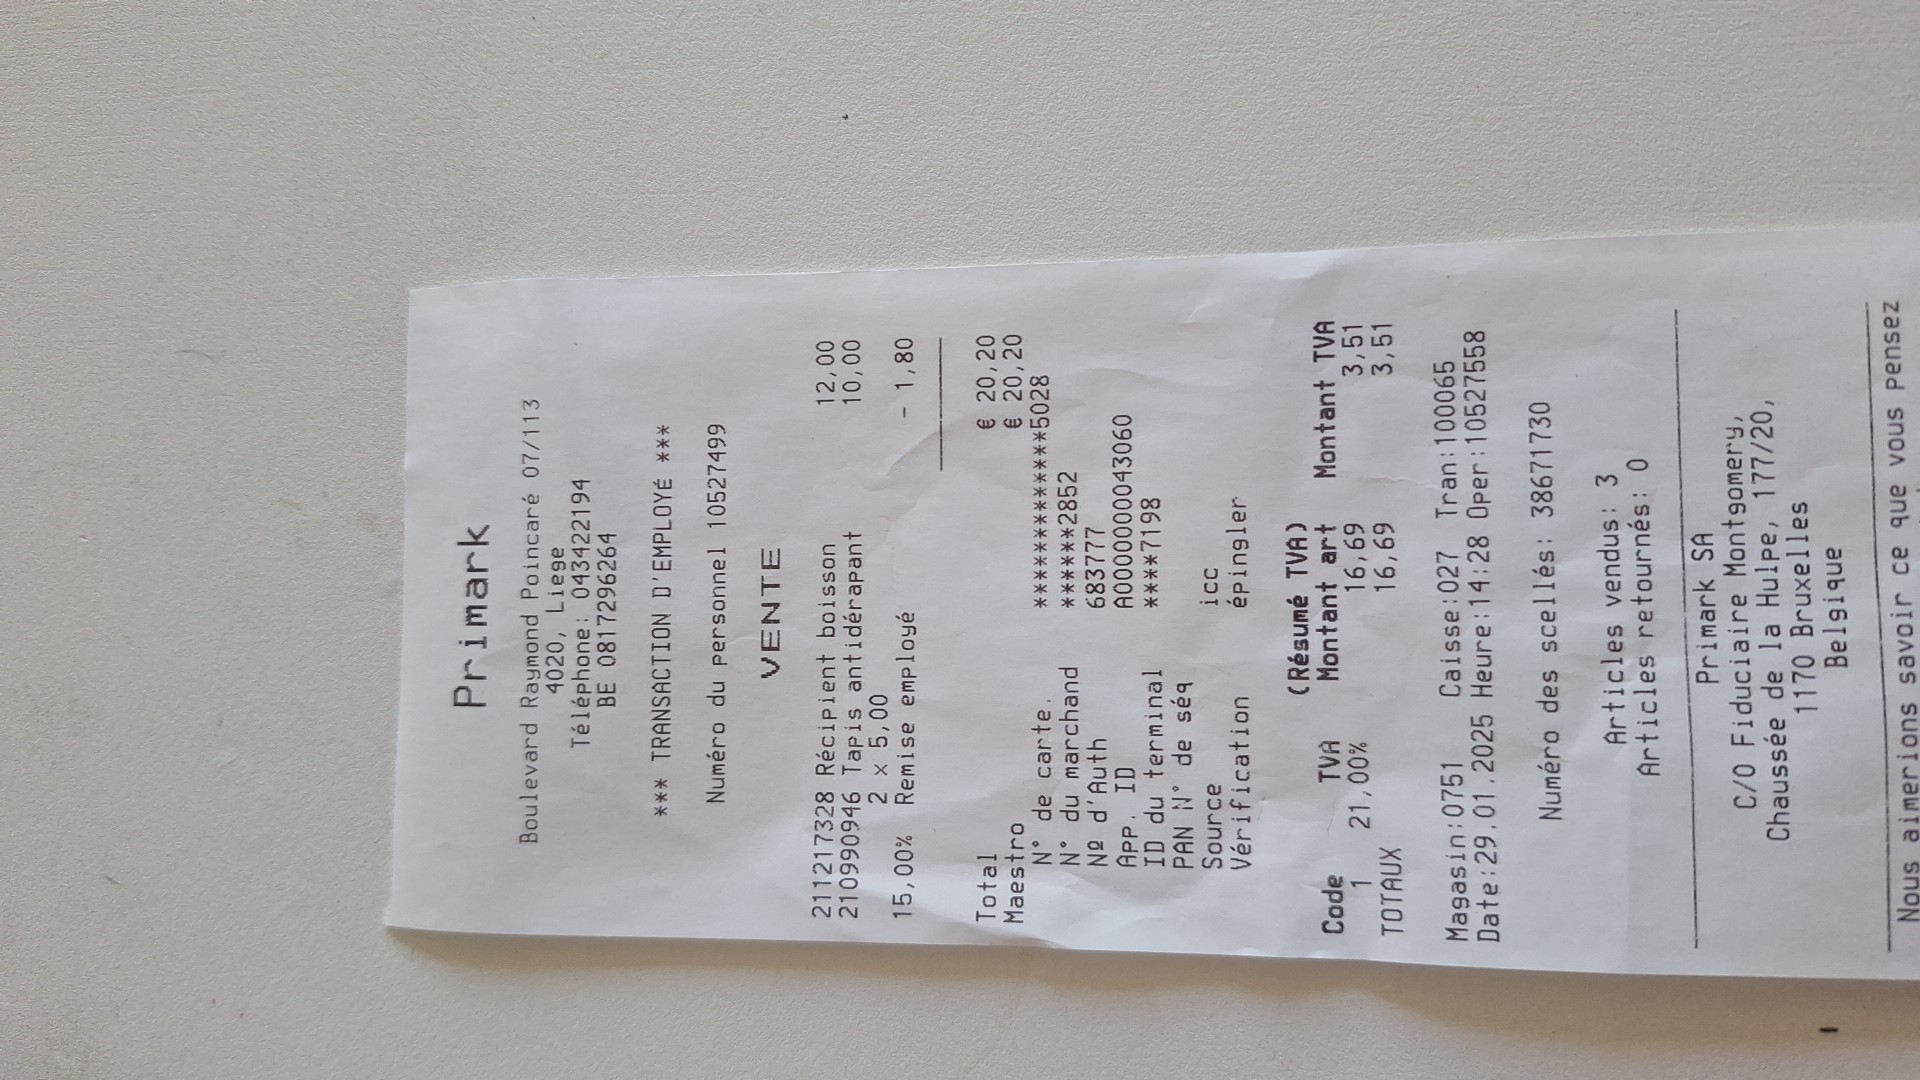 Primark
Boulevard Raymond Poincaré 07/113
4020, Liege
Téléphone: 043422194
BE 0817296264
*** TRANSACTION D'EMPLOYÉ ***
Numéro du personnel 10527499
VENTE
211217328 Récipient boisson 12,00
210990946 Tapis antidérapant 10,00
2 x 5,00
15,00% Remise employé - 1,80
Total € 20,20
Maestro € 20,20
N° de carte. ***************5028
N° du marchand ******2852
Nº d'Auth 683777
App. ID A0000000043060
ID du terminal ****7198
PAN N° de séq
Source icc
Vérification épingler
(Résumé TVA)
Code TVA Montant art Montant TVA
1 21,00% 16,69 3,51
TOTAUX 16,69 3,51
Magasin:0751 Caisse:027 Tran:100065
Date:29.01.2025 Heure:14:28 Oper:10527558
Numéro des scellés: 38671730
Articles vendus: 3
Articles retournés: 0
Primark SA
C/O Fiduciaire Montgomery,
Chaussée de la Hulpe, 177/20,
1170 Bruxelles
Belgique
Nous aimerions savoir ce que vous pensez